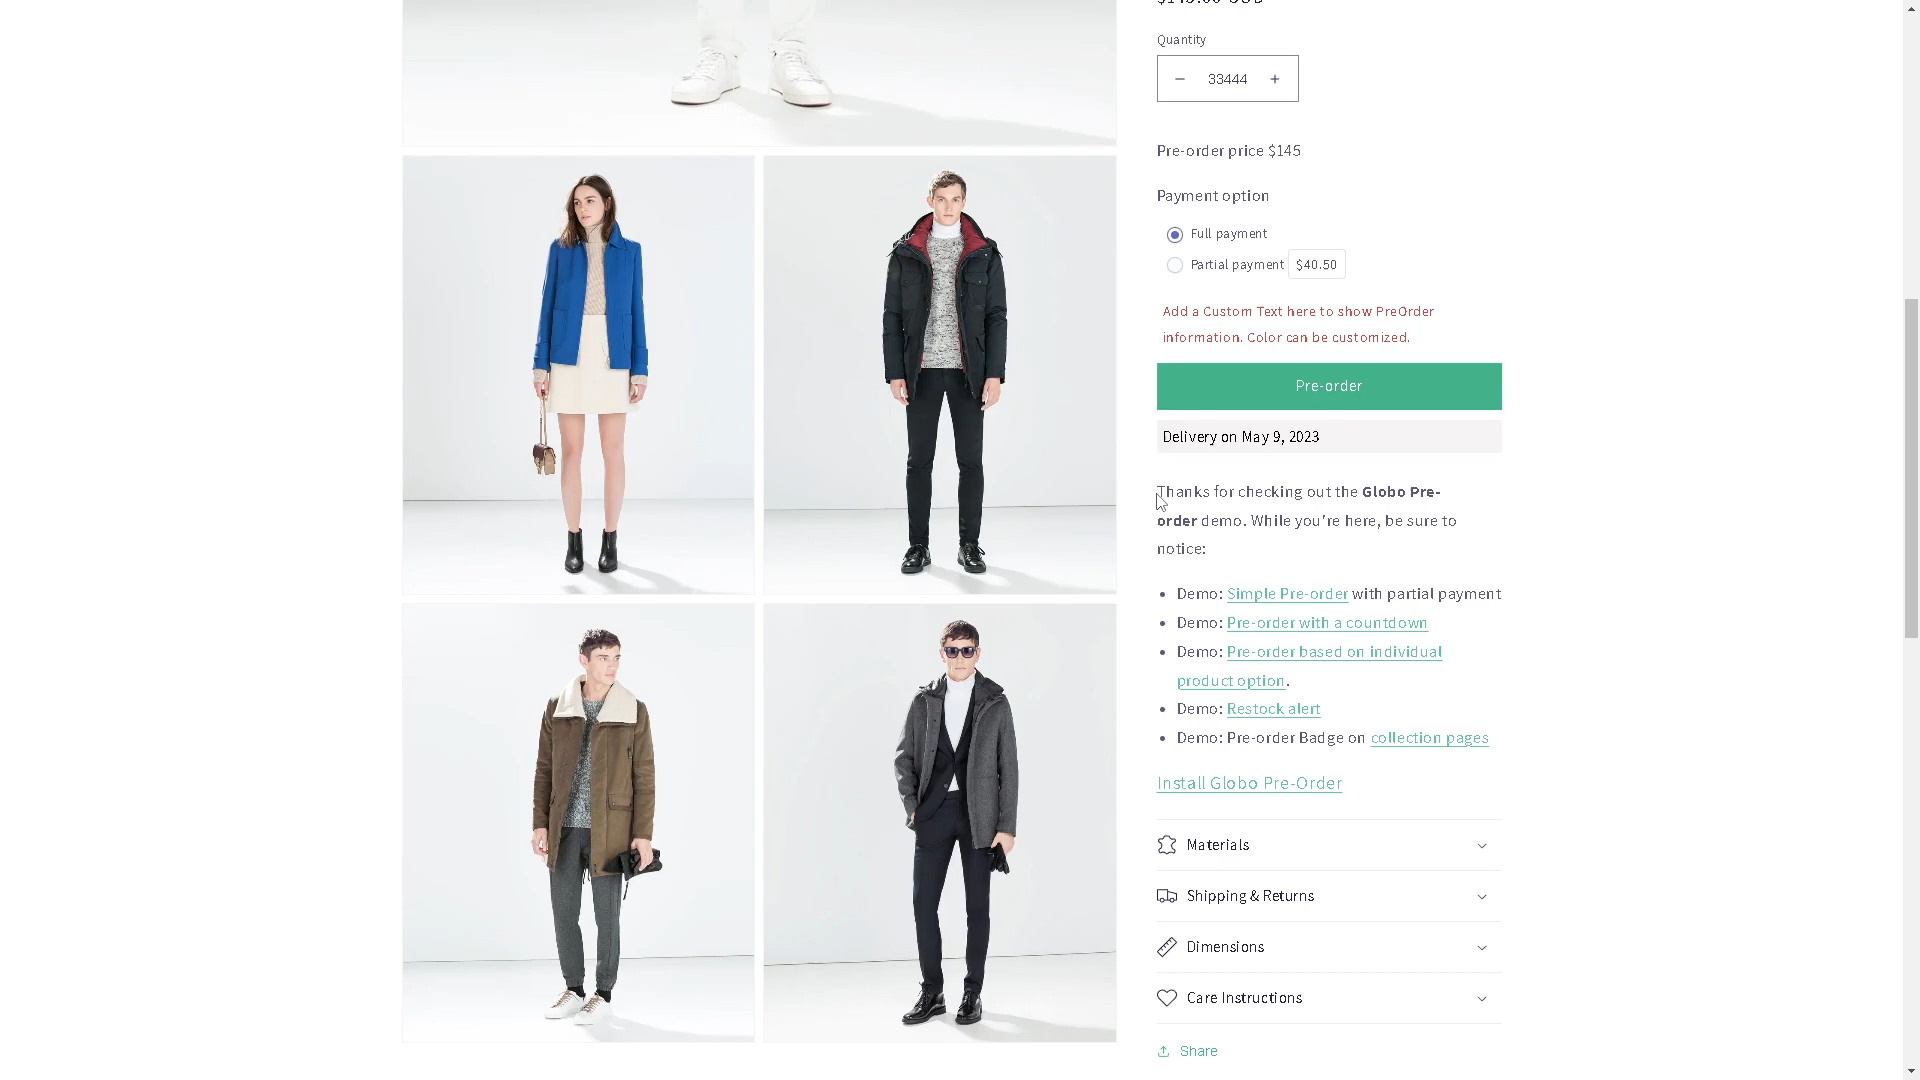 $145.00 USD
Quantity
33444
Pre-order price $145
Payment option
Full payment
Partial payment $40.50
Add a Custom Text here to show PreOrder
information. Color can be customized.
Pre-order
Delivery on May 9, 2023
Thanks for checking out the Globo Pre-
order demo. While you're here, be sure to
notice:
Demo: Simple Pre-order with partial payment
Demo: Pre-order with a countdown
Demo: Pre-order based on individual
product option.
Demo: Restock alert
Demo: Pre-order Badge on collection pages
Install Globo Pre-Order
Materials
Shipping & Returns
Dimensions
Care Instructions
Share